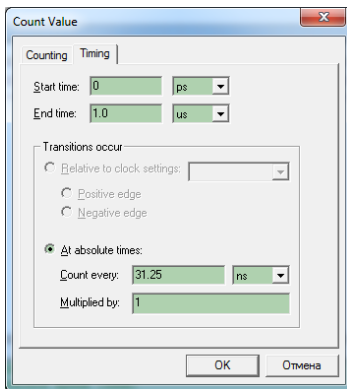 Count Value
Counting Timing
Start time: 0 ps
End time: 1.0 us
Transitions occur
Relative to clock settings:
Positive edge
Negative edge
At absolute times:
Count every: 31.25 ns
Multiplied by: 1
OK Отмена